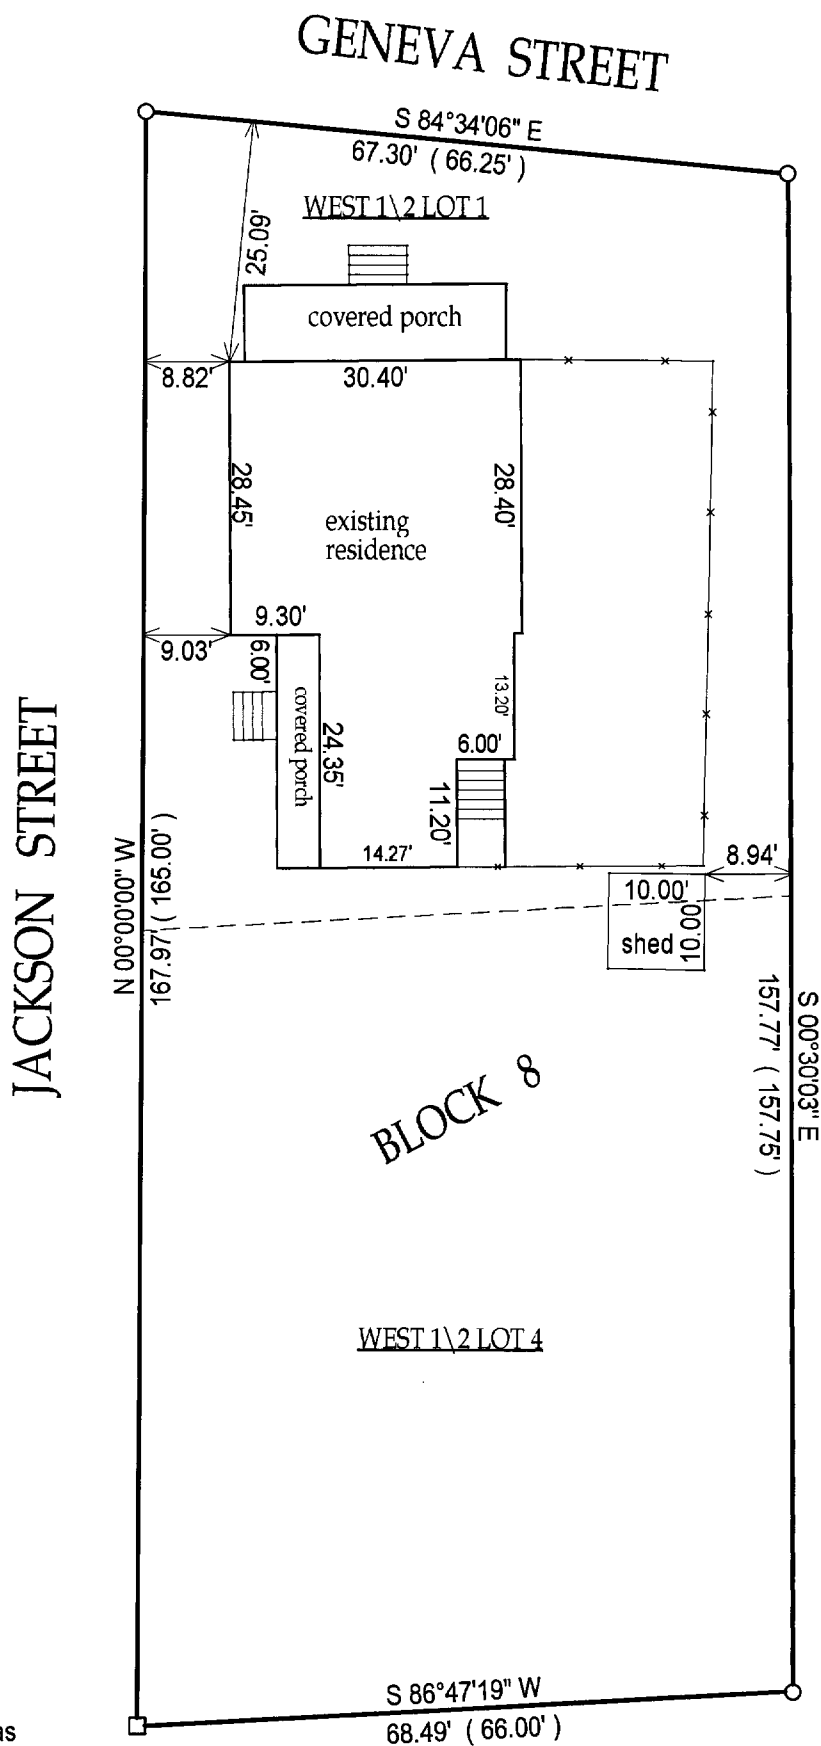 GENEVA STREET
S 84°34'06" E
67.30' ( 66.25' )
WEST 1\2 LOT 1
25.09'
covered porch
8.82'
30.40'
28.45'
28.40'
existing
residence
9.30'
9.03'
6.00'
covered porch
24.35'
13.20'
6.00'
11.20'
14.27'
8.94'
10.00'
10.00
shed
JACKSON STREET
N 00°00'00" W
167.97' ( 165.00' )
S 00°30'03" E
157.77' ( 157.75' )
BLOCK 8
WEST 1\2 LOT 4
S 86°47'19" W
68.49' ( 66.00' )
as